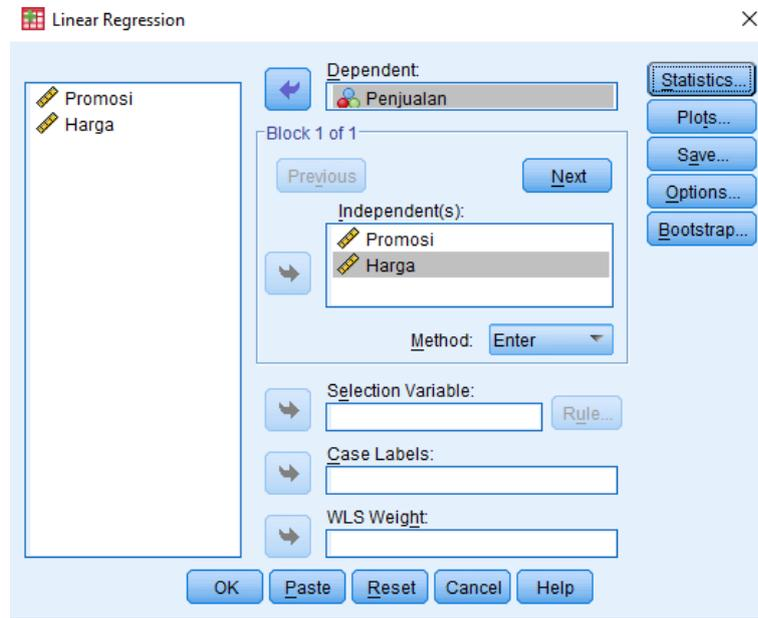 Linear Regression
Promosi
Harga
Dependent:
Penjualan
Block 1 of 1
Previous
Next
Independent(s):
Promosi
Harga
Method:
Enter
Selection Variable:
Rule...
Case Labels:
WLS Weight:
Statistics...
Plots...
Save...
Options...
Bootstrap...
OK
Paste
Reset
Cancel
Help